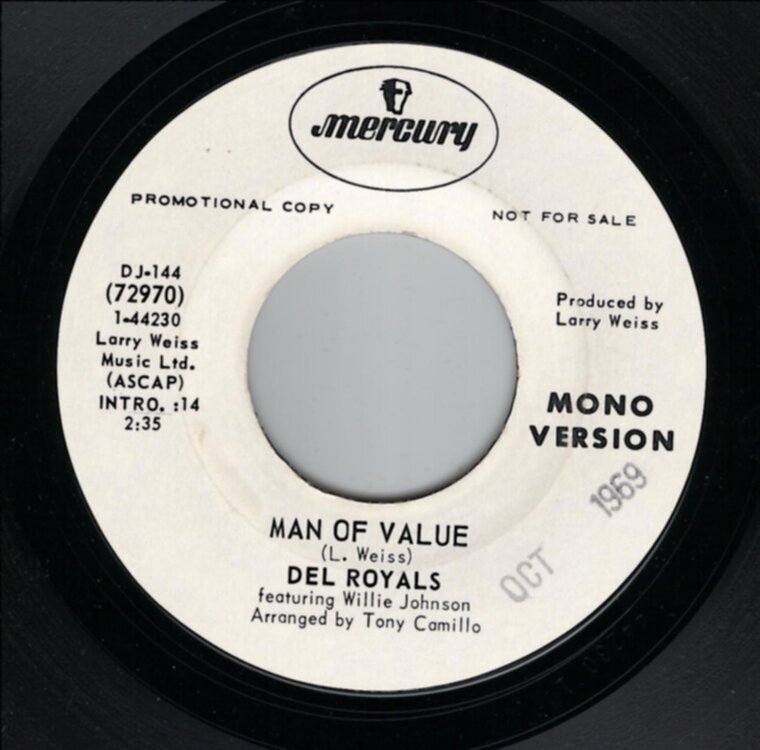 mercury
PROMOTIONAL COPY
NOT FOR SALE
DJ-144
(72970)
1-44230
Larry Weiss
Music Ltd.
(ASCAP)
INTRO. :14
2:35
Produced by
Larry Weiss
MONO
VERSION
1969
OCT
MAN OF VALUE
(L. Weiss)
DEL ROYALS
featuring Willie Johnson
Arranged by Tony Camillo